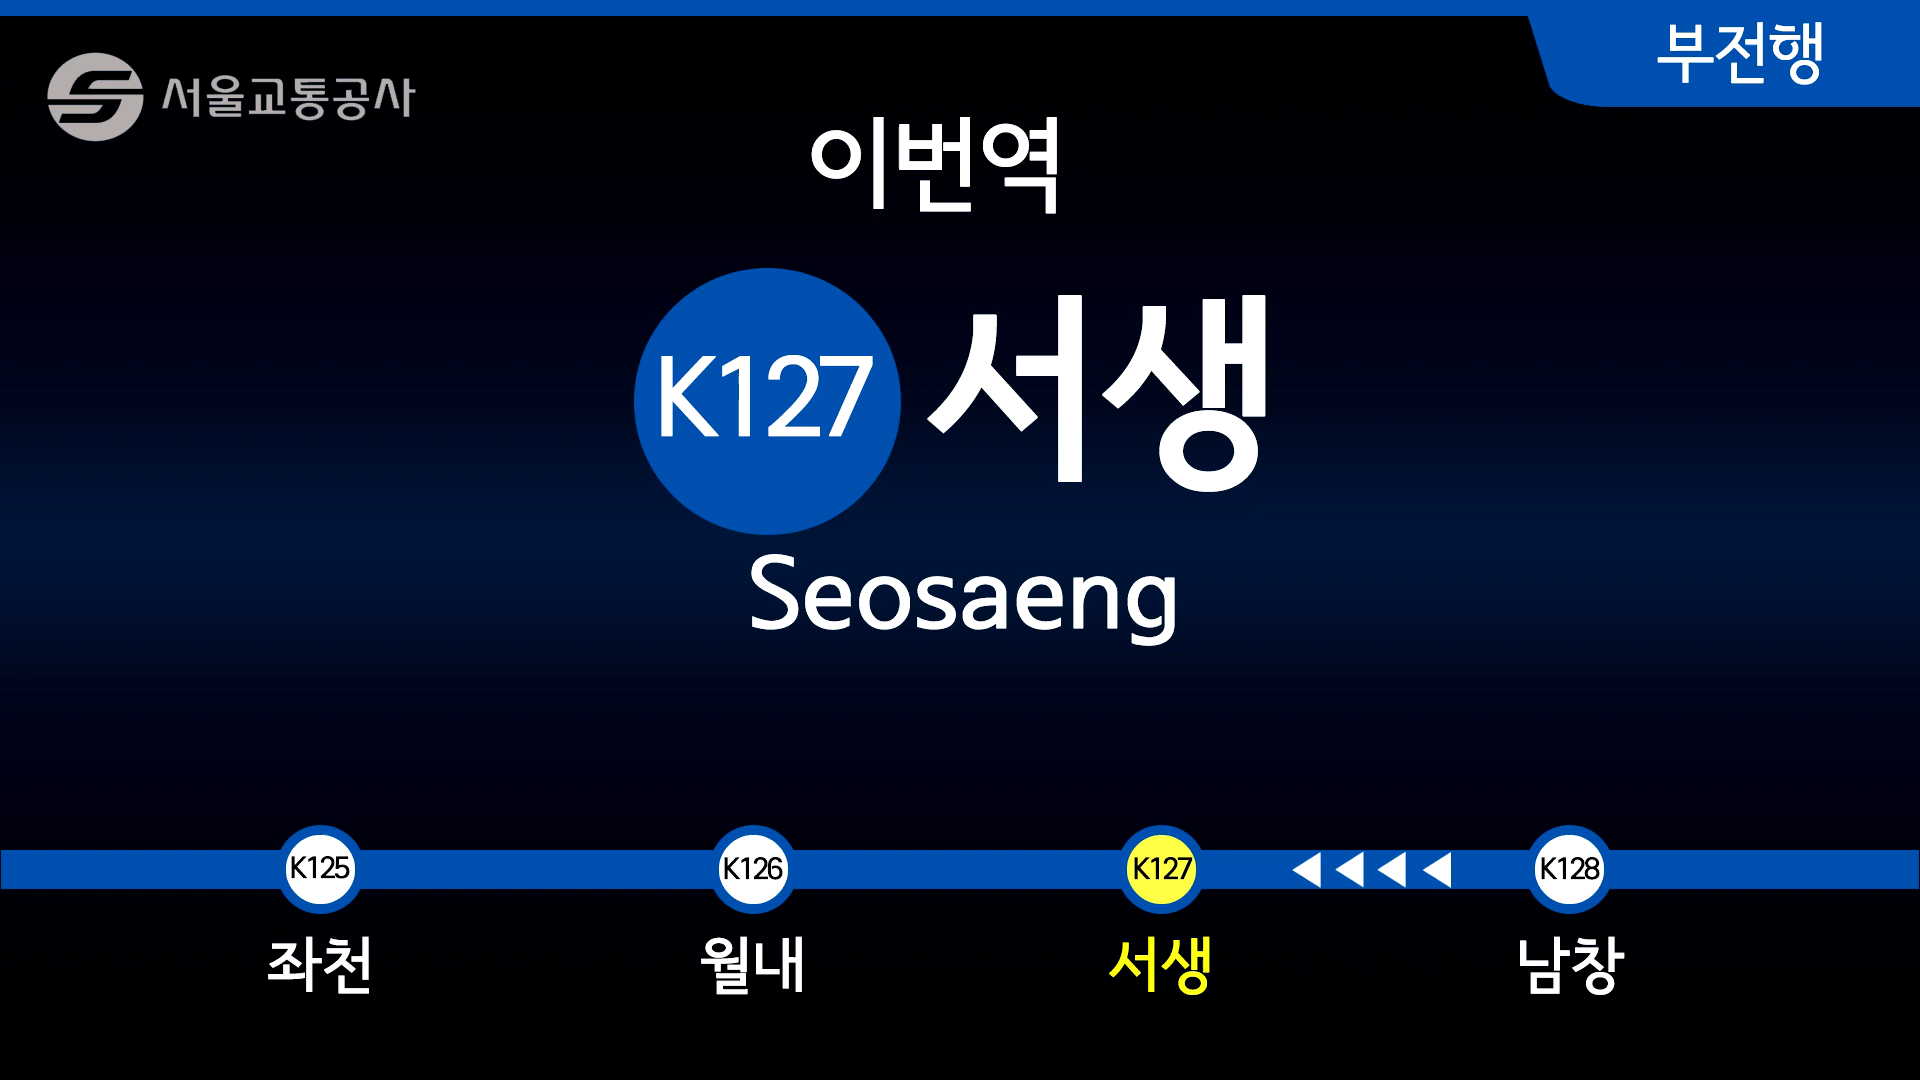 부전행
서울교통공사
이번역
K127 서생
Seosaeng
K125 K126 K127 K128
좌천 월내 서생 남창